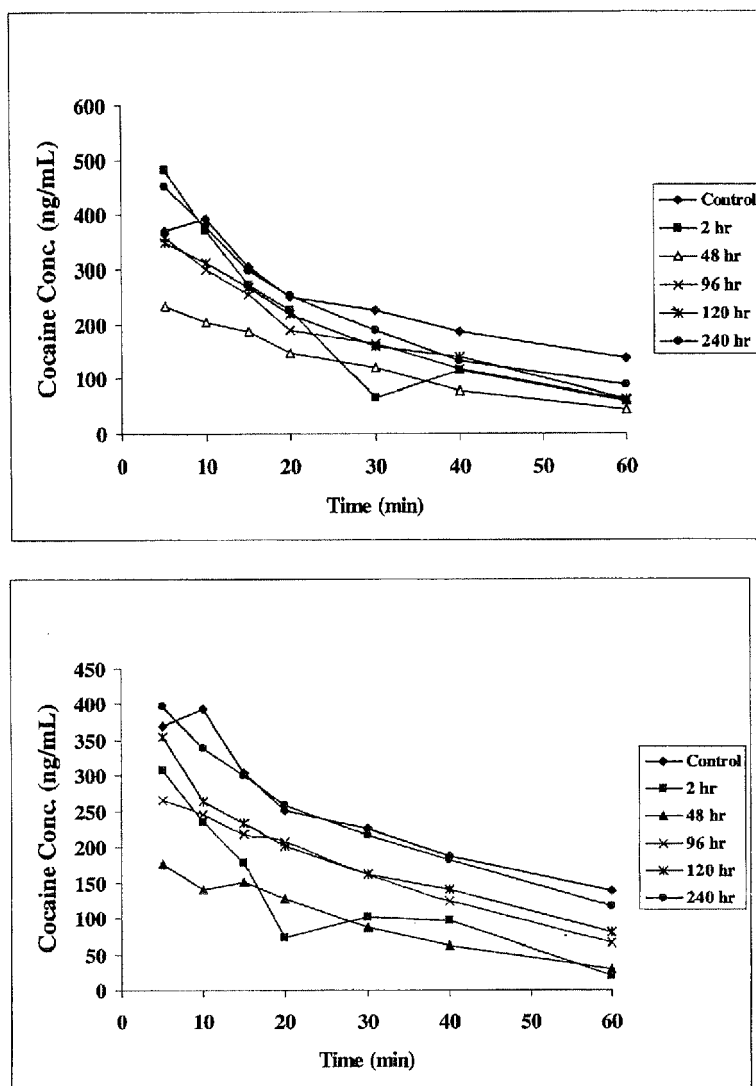 600
500
400
300
200
100
0
Cocaine Conc. (ng/mL)
0 10 20 30 40 50 60
Time (min)
Control
2 hr
48 hr
96 hr
120 hr
240 hr
450
400
350
300
250
200
150
100
50
0
Cocaine Conc. (ng/mL)
0 10 20 30 40 50 60
Time (min)
Control
2 hr
48 hr
96 hr
120 hr
240 hr